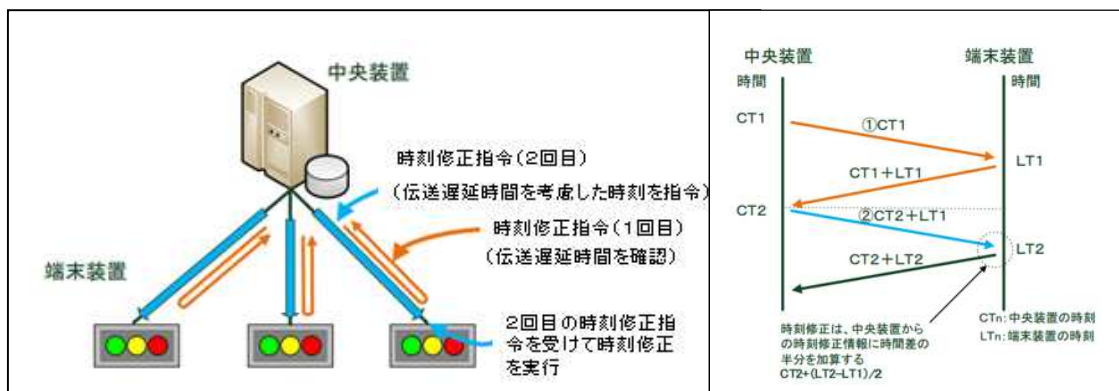 中央装置
時刻修正指令(2回目)
(伝送遅延時間を考慮した時刻を指令)
時刻修正指令(1回目)
(伝送遅延時間を確認)
端末装置
2回目の時刻修正指
令を受けて時刻修正
を実行
中央装置
端末装置
時間
時間
CT1
①CT1
LT1
CT1+LT1
CT2
②CT2+LT1
LT2
CT2+LT2
CTn:中央装置の時刻
LTn:端末装置の時刻
時刻修正は、中央装置から
の時刻修正情報に時間差の
半分を加算する
CT2+(LT2-LT1)/2